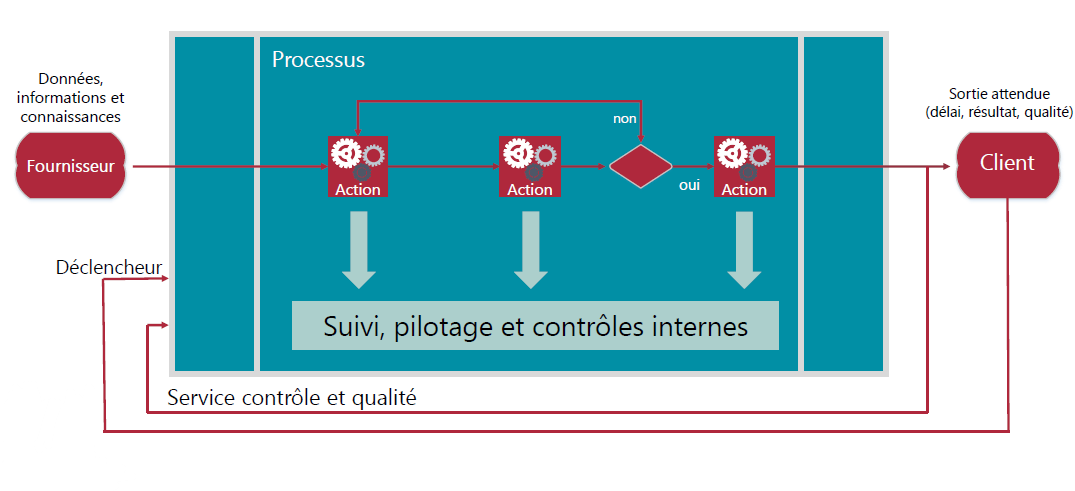 Processus
Données,
informations et
connaissances
Fournisseur
Sortie attendue
(délai, résultat, qualité)
Client
non
Action
Action
oui
Action
Déclencheur
Suivi, pilotage et contrôles internes
Service contrôle et qualité